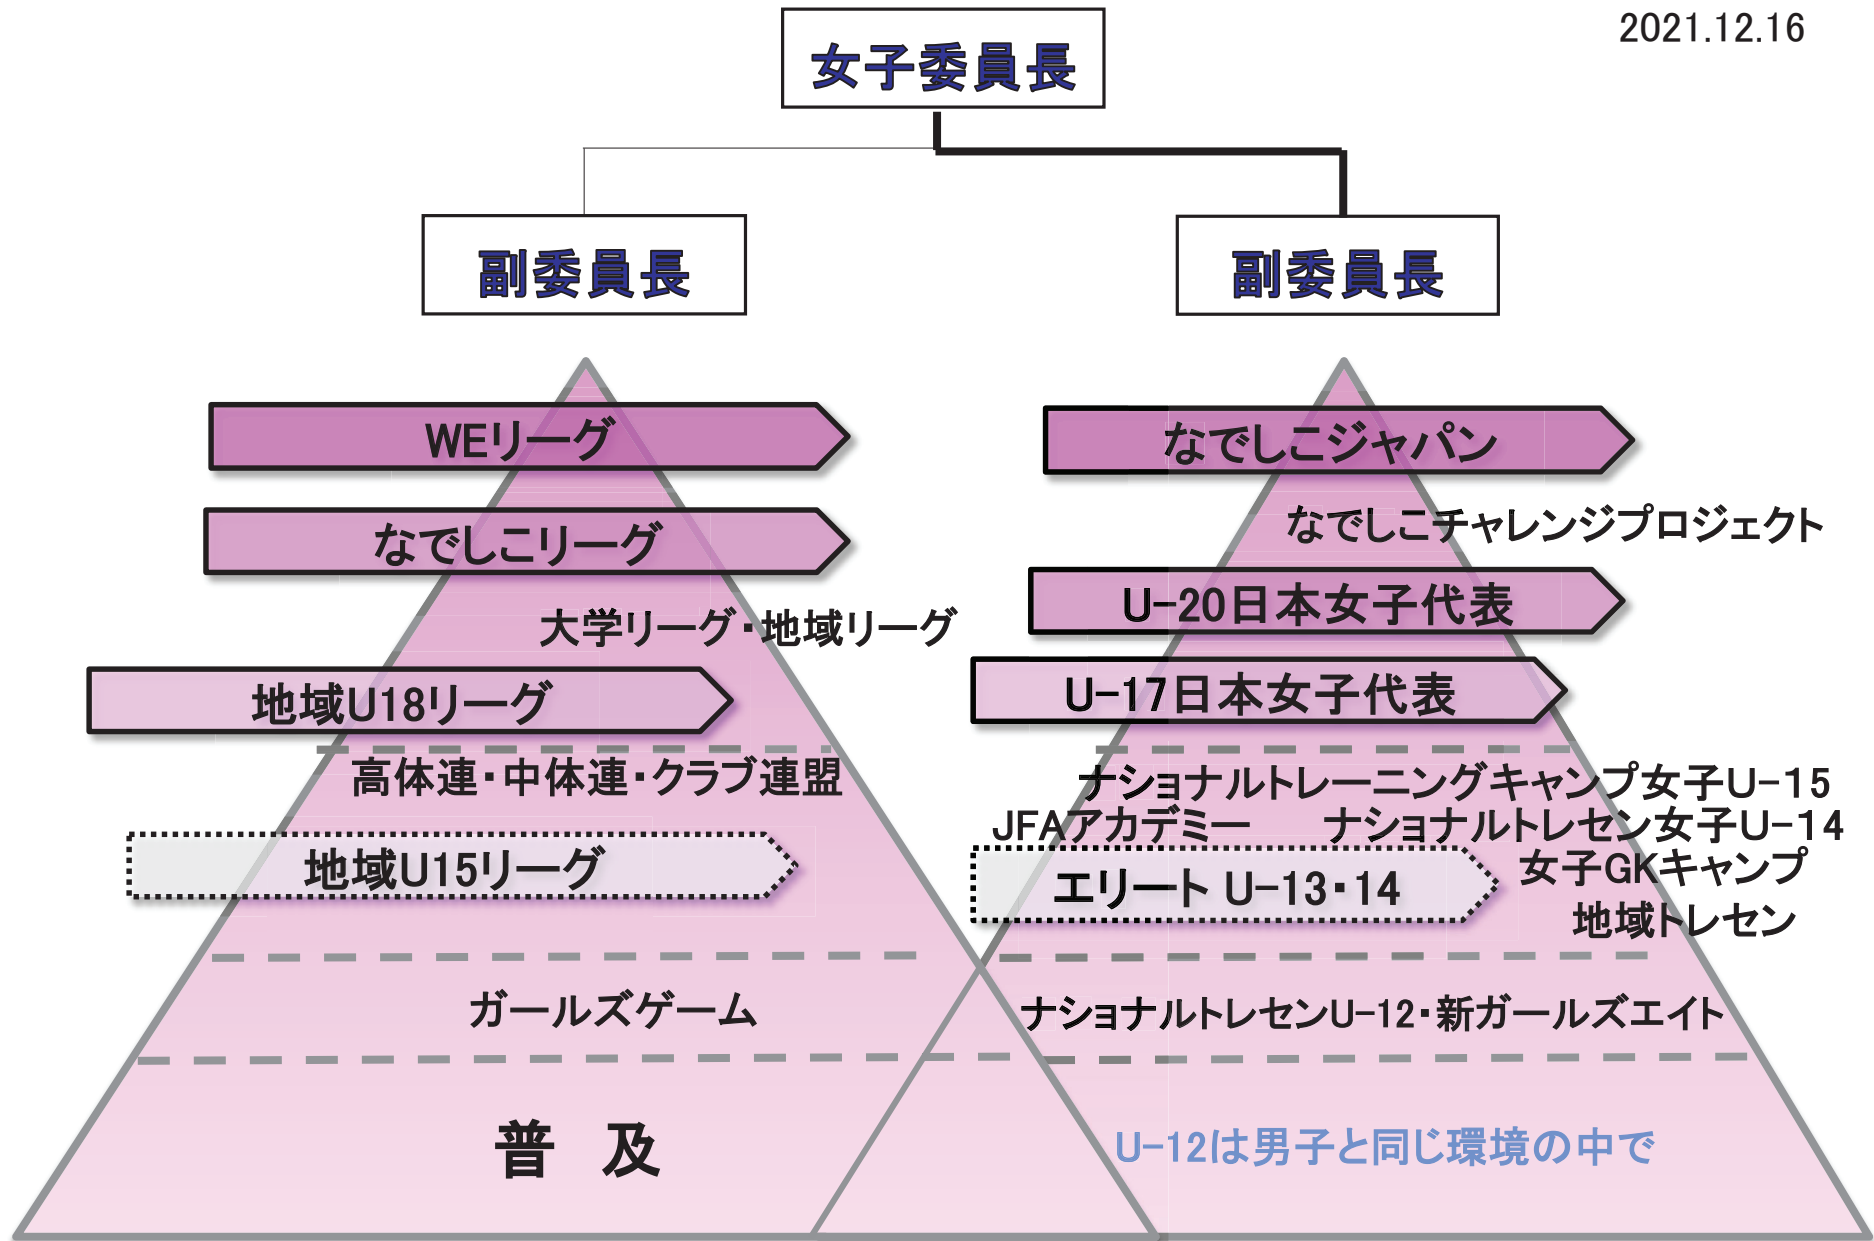 2021.12.16
女子委員長
副委員長
副委員長
WEリーグ
なでしこリーグ
大学リーグ・地域リーグ
地域U18リーグ
高体連・中体連・クラブ連盟
地域U15リーグ
ガールズゲーム
普　及
なでしこジャパン
なでしこチャレンジプロジェクト
U-20日本女子代表
U-17日本女子代表
ナショナルトレーニングキャンプ女子U-15
JFAアカデミー　ナショナルトレセン女子U-14
エリート U-13・14
女子GKキャンプ
地域トレセン
ナショナルトレセンU-12・新ガールズエイト
U-12は男子と同じ環境の中で